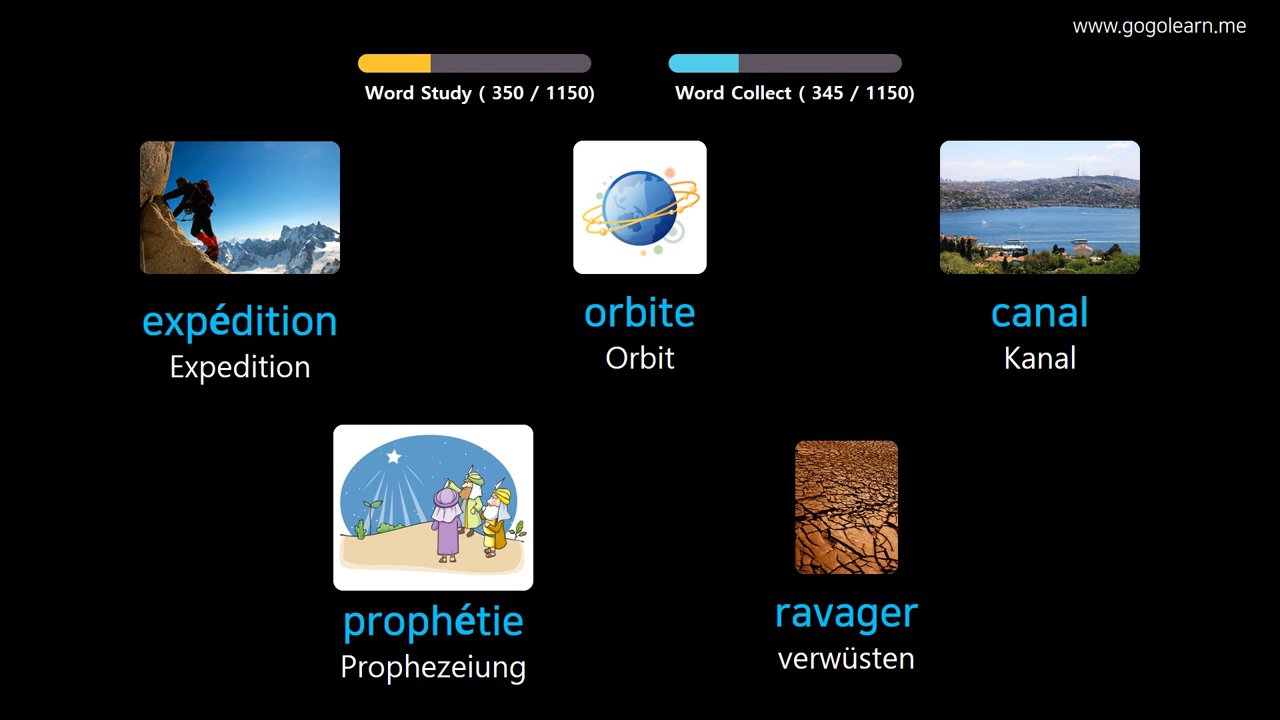 www.gogolearn.me
Word Study ( 350 / 1150)
Word Collect ( 345 / 1150)
expédition
Expedition
orbite
Orbit
canal
Kanal
prophétie
Prophezeiung
ravager
verwüsten